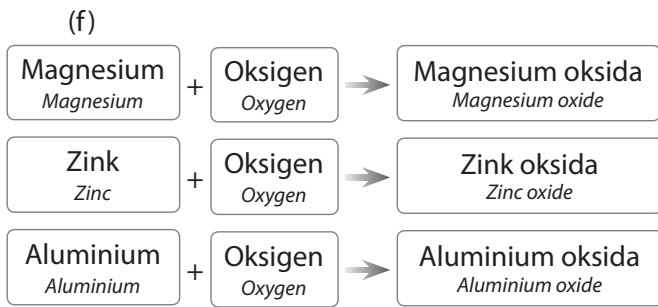 (f)
Magnesium + Oksigen Magnesium oksida
Magnesium Oxygen Magnesium oxide
Zink + Oksigen Zink oksida
Zinc Oxygen Zinc oxide
Aluminium + Oksigen Aluminium oksida
Aluminium Oxygen Aluminium oxide